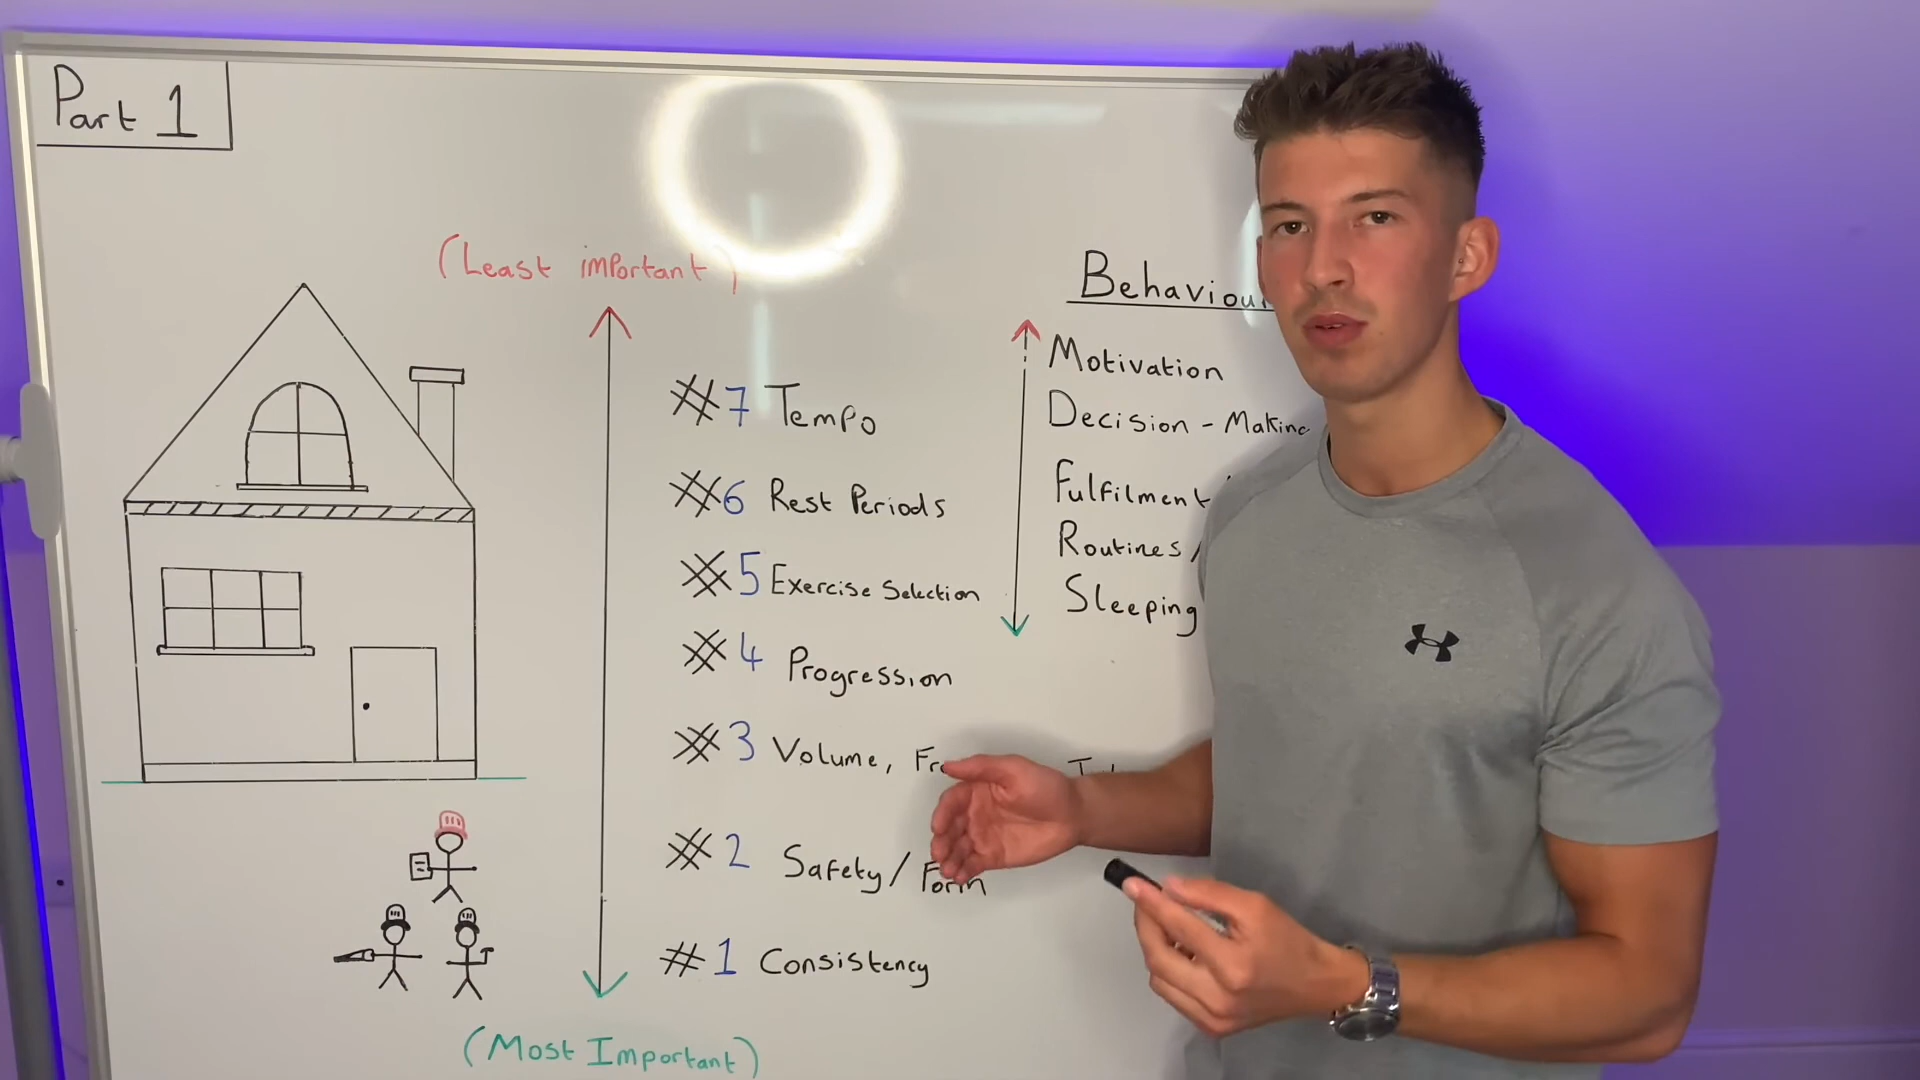 Part 1
(Least important)
#7 Tempo
#6 Rest Periods
#5 Exercise Selection
#4 Progression
#3 Volume,
#2 Safety / Form
#1 Consistency
(Most Important)
Behaviour
Motivation
Decision - Making
Fulfilment
Routines /
Sleeping